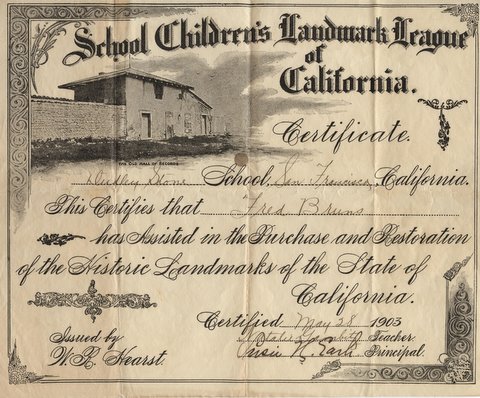 School Children's Landmark League
of
California.
THE OLD HALL OF RECORDS
Certificate.
Dudley Stone School, San Francisco, California.
This Certifies that Fred Bruns
has Assisted in the Purchase and Restoration
of the Historic Landmarks of the State of
California.
Certified May 28 1903
Teacher
Issued by
W. R. Hearst.
Principal.